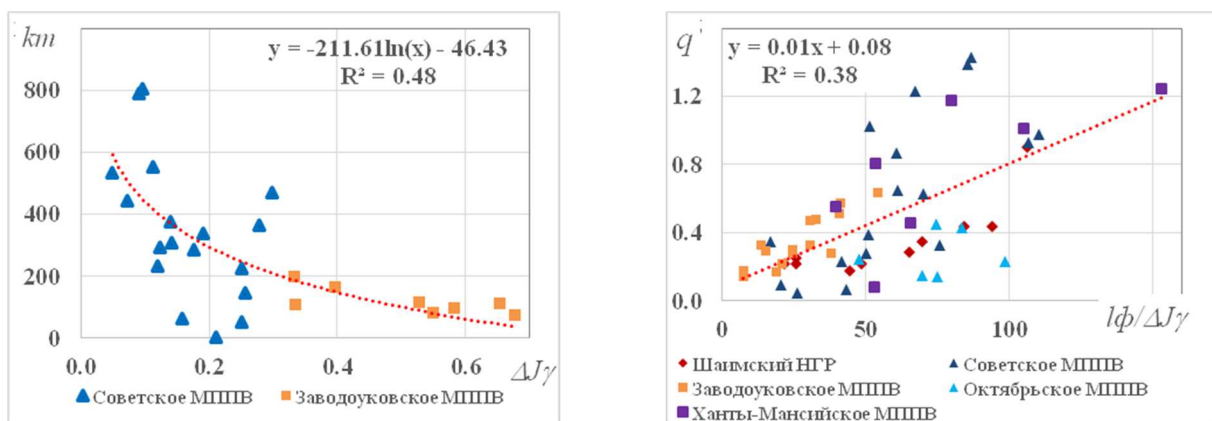 km
y = -211.61ln(x) - 46.43
R² = 0.48
800
600
400
200
0
0.0 0.2 0.4 0.6 ΔJγ
Советское МППВ Заводоуковское МППВ
q
y = 0.01x + 0.08
R² = 0.38
1.2
0.8
0.4
0.0
0 50 100 lф/ΔJγ
Шаимский НГР Советское МППВ
Заводоуковское МППВ Октябрьское МППВ
Ханты-Мансийское МППВ